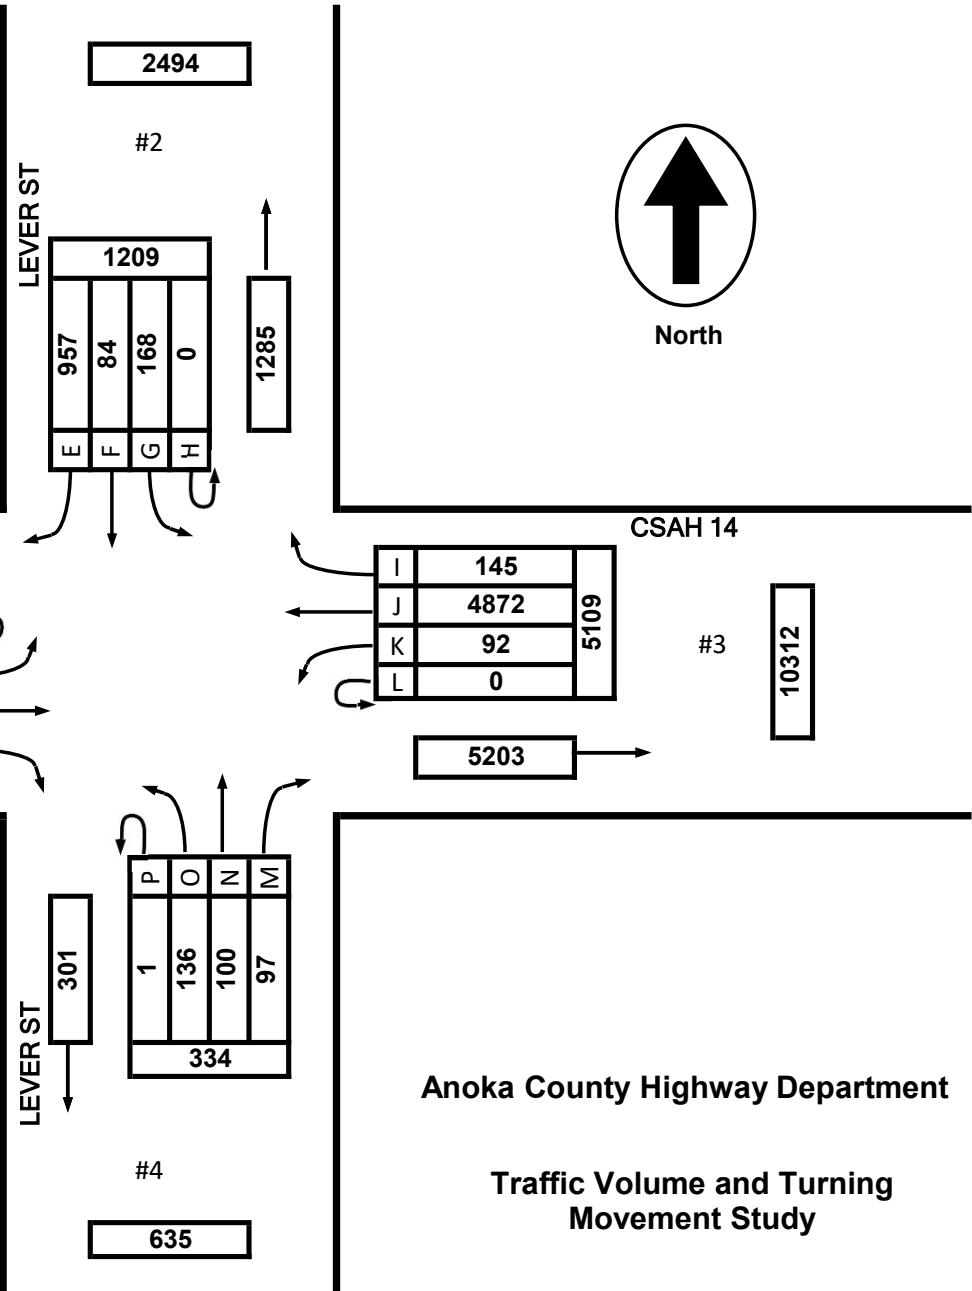 2494
#2
LEVER ST
1209
957
84
168
0
E
F
G
H
1285
North
CSAH 14
I 145
J 4872
K 92
L 0
5109
#3
10312
5203
P
O
N
M
1
136
100
97
334
301
LEVER ST
#4
635
Anoka County Highway Department
Traffic Volume and Turning
Movement Study